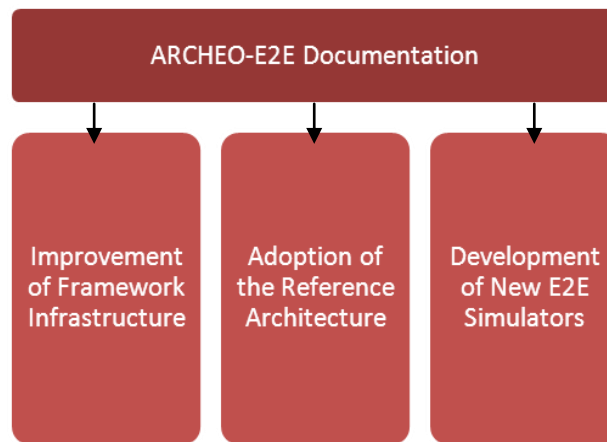 ARCHEO-E2E Documentation
Improvement
of Framework
Infrastructure
Adoption of
the Reference
Architecture
Development
of New E2E
Simulators